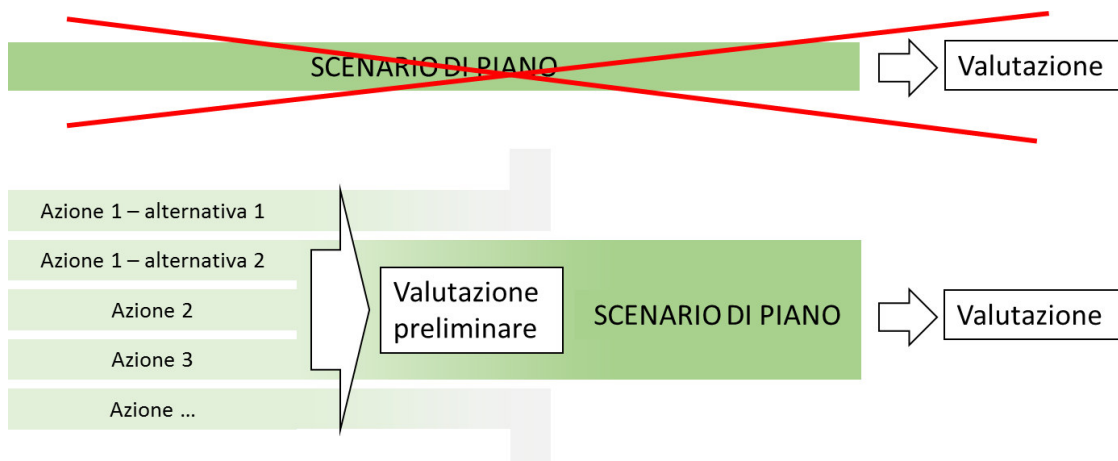 SCENARIO DI PIANO
Valutazione
Azione 1 – alternativa 1
Azione 1 – alternativa 2
Azione 2
Azione 3
Azione ...
Valutazione
preliminare
SCENARIO DI PIANO
Valutazione